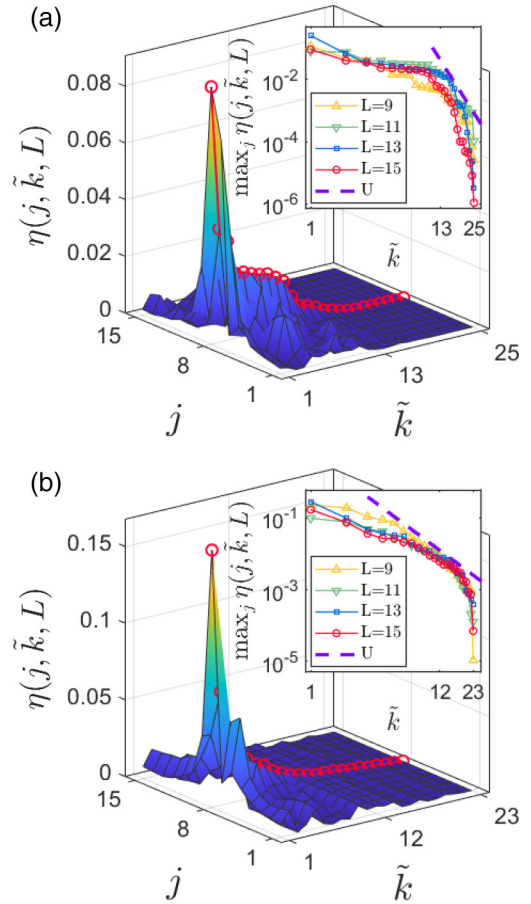 (a)
η(j, k̃, L)
0.08
0.06
0.04
0.02
0
15
8
1
j
1
13
25
k̃
max_j η(j, k̃, L)
10^-2
10^-4
10^-6
L=9
L=11
L=13
L=15
U
1
13
25
k̃
(b)
η(j, k̃, L)
0.15
0.1
0.05
0
15
8
1
j
1
12
23
k̃
max_j η(j, k̃, L)
10^-1
10^-3
10^-5
L=9
L=11
L=13
L=15
U
1
12
23
k̃